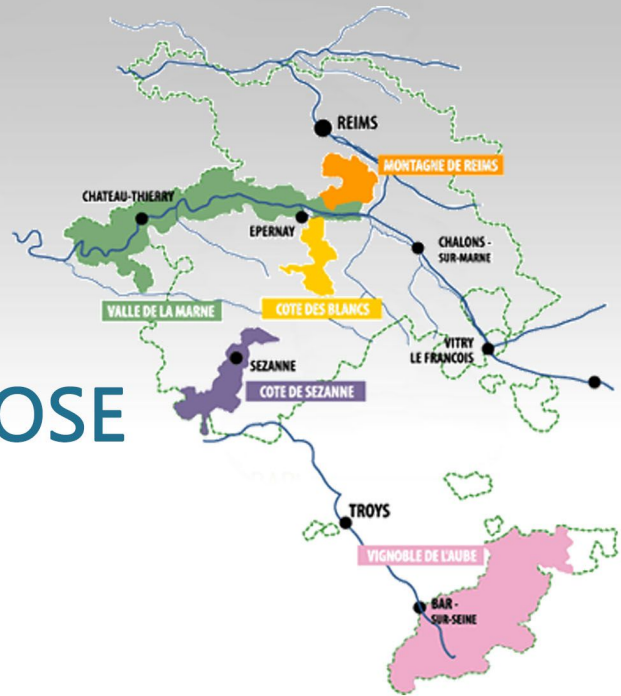 REIMS
MONTAGNE DE REIMS
CHATEAU-THIERRY
EPERNAY
CHALONS -
SUR-MARNE
VALLE DE LA MARNE
COTE DES BLANCS
VITRY
LE FRANCOIS
SEZANNE
COTE DE SEZANNE
OSE
TROYS
VIGNOBLE DE L'AUBE
BAR -
SUR-SEINE